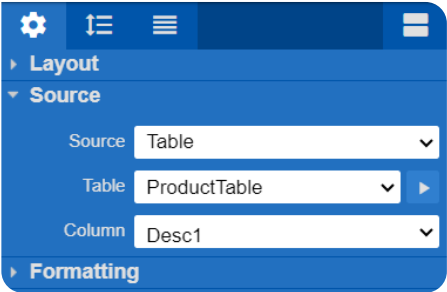 Layout
Source
Source Table
Table ProductTable
Column Desc1
Formatting